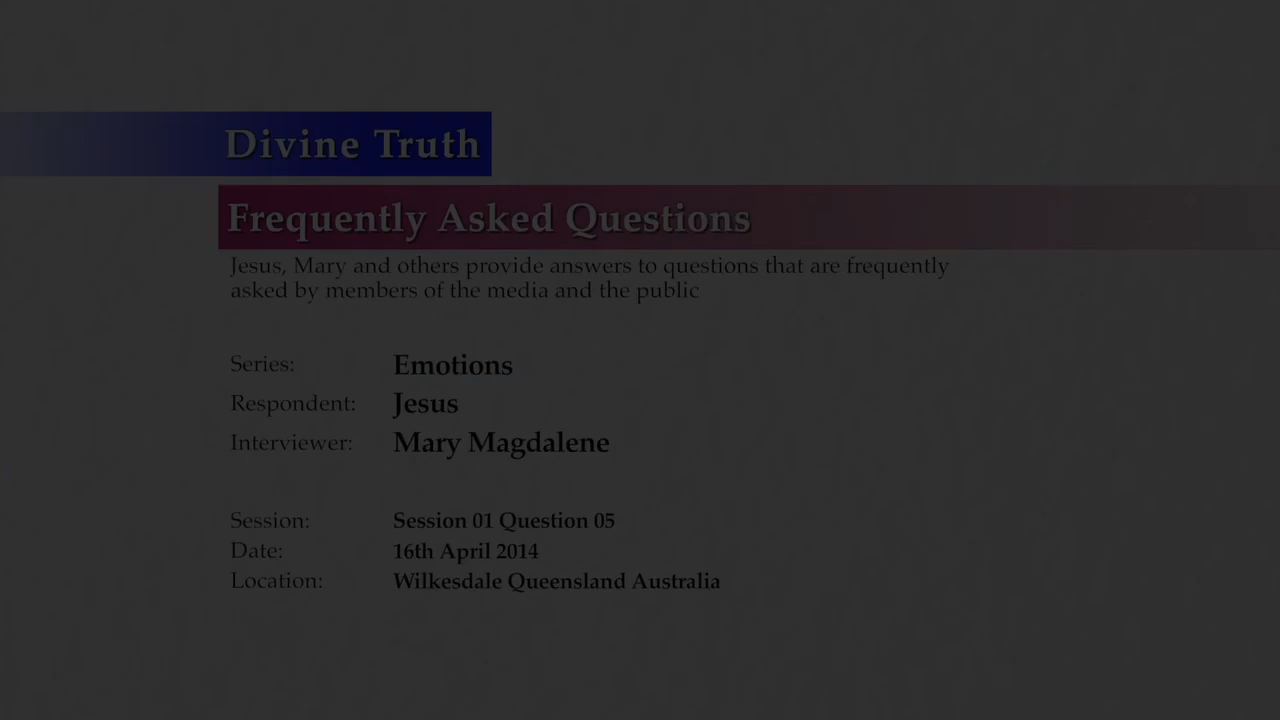 Divine Truth
Frequently Asked Questions
Jesus, Mary and others provide answers to questions that are frequently
asked by members of the media and the public
Series: Emotions
Respondent: Jesus
Interviewer: Mary Magdalene
Session: Session 01 Question 05
Date: 16th April 2014
Location: Wilkesdale Queensland Australia